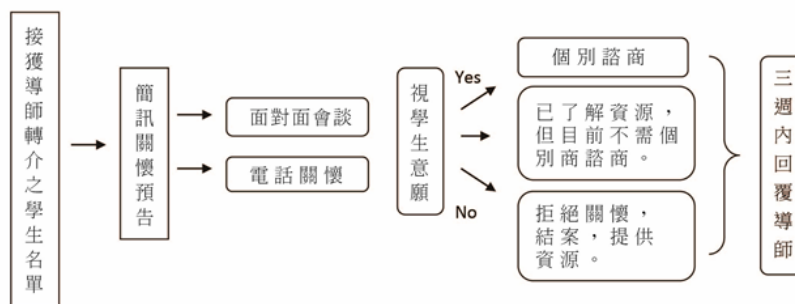 接獲導師轉介之學生名單
簡訊關懷預告
面對面會談
電話關懷
視學生意願
Yes
No
個別諮商
已了解資源，
但目前不需個
別商諮商。
拒絕關懷，
結案，提供
資源。
三週內回覆導師